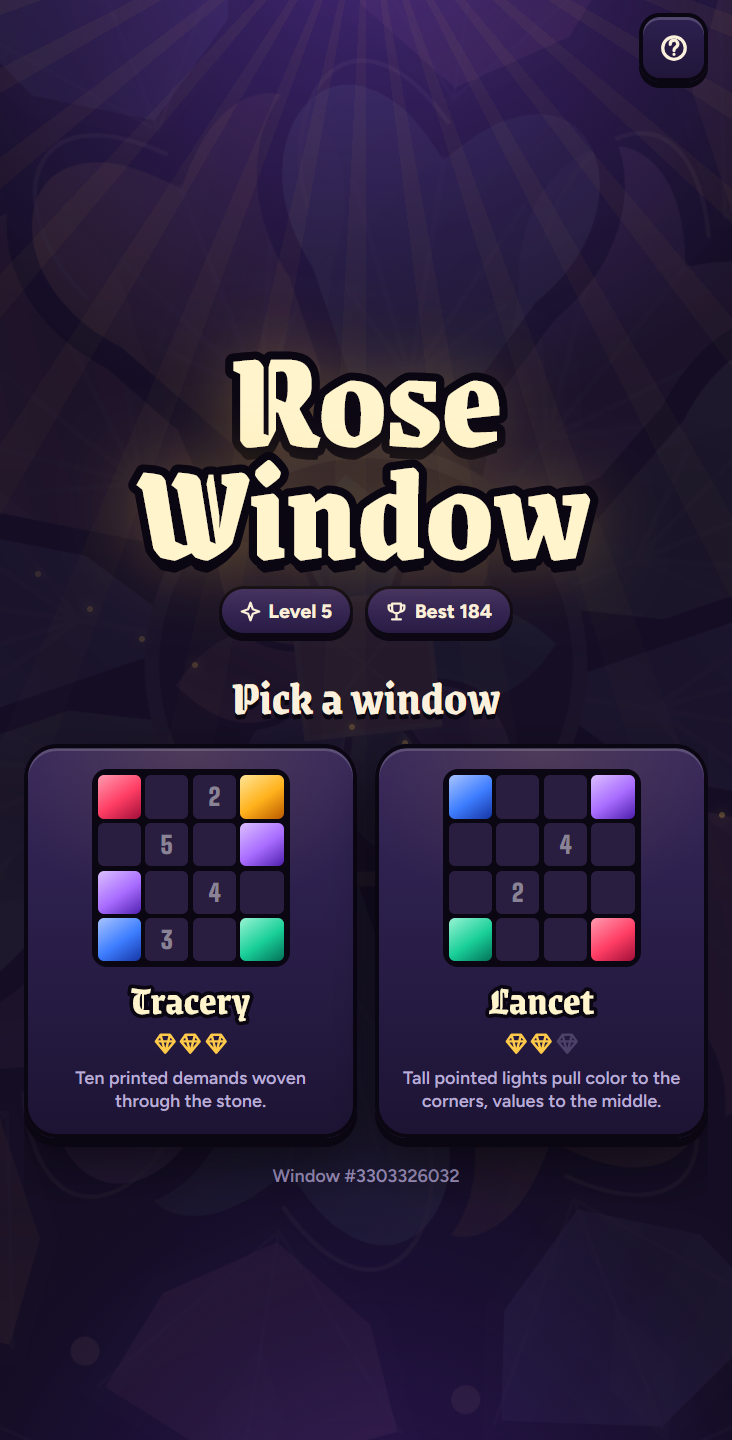 Rose
Window
Level 5
Best 184
Pick a window
2
5
4
3
Tracery
Ten printed demands woven
through the stone.
4
2
Lancet
Tall pointed lights pull color to the
corners, values to the middle.
Window #3303326032